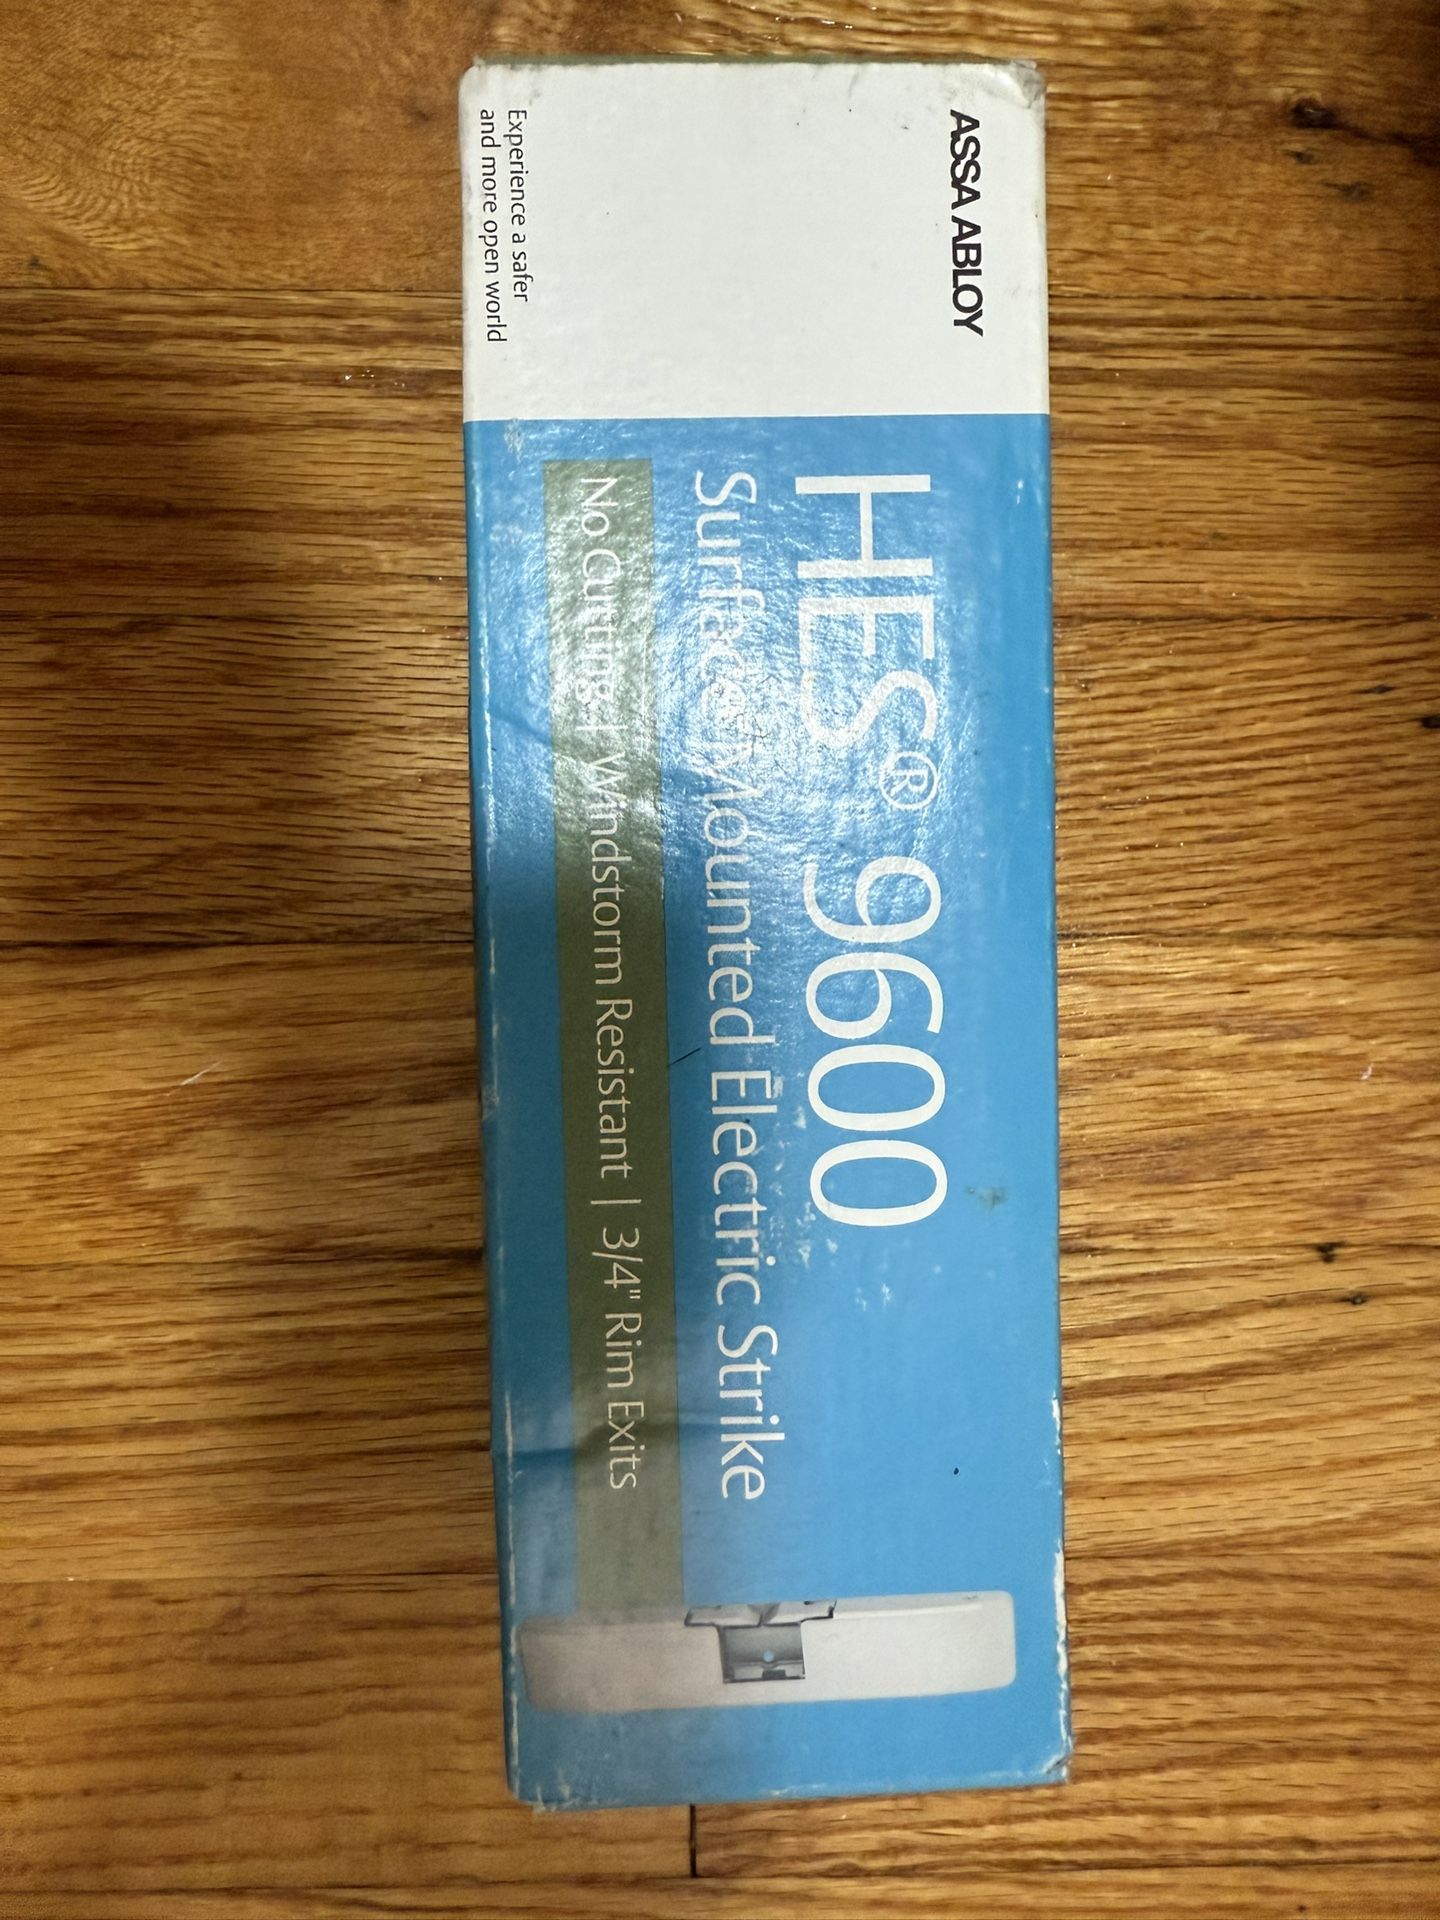 ASSA ABLOY
Experience a safer
and more open world
HES® 9600
Surface Mounted Electric Strike
No Cutting | Windstorm Resistant | 3/4" Rim Exits